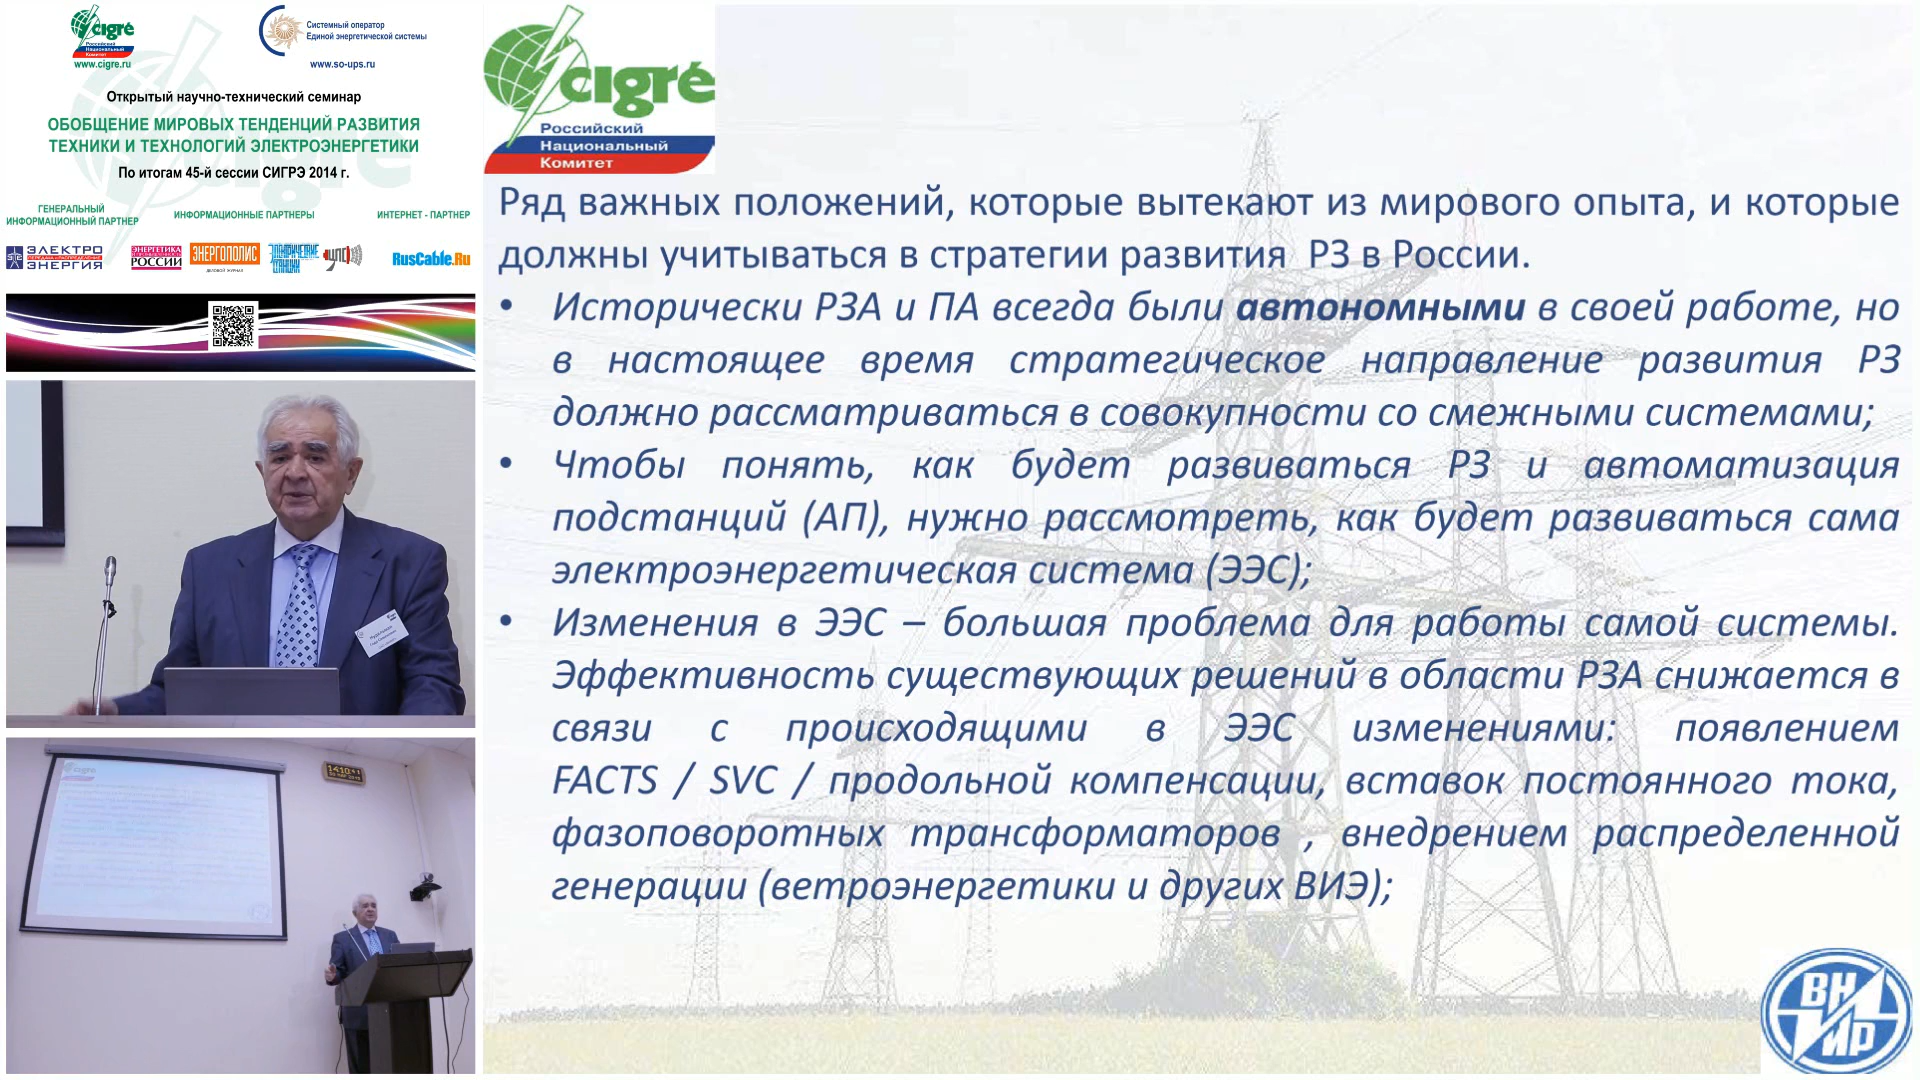 cigré
Российский
Национальный
Комитет
www.cigre.ru
Системный оператор
Единой энергетической системы
www.so-ups.ru
Открытый научно-технический семинар
ОБОБЩЕНИЕ МИРОВЫХ ТЕНДЕНЦИЙ РАЗВИТИЯ
ТЕХНИКИ И ТЕХНОЛОГИЙ ЭЛЕКТРОЭНЕРГЕТИКИ
По итогам 45-й сессии СИГРЭ 2014 г.
ГЕНЕРАЛЬНЫЙ
ИНФОРМАЦИОННЫЙ ПАРТНЕР
ИНФОРМАЦИОННЫЕ ПАРТНЕРЫ
ИНТЕРНЕТ - ПАРТНЕР
ЭЛЕКТРО
ЭНЕРГИЯ
ЭНЕРГЕТИКА
РОССИИ
ЭНЕРГОПОЛИС
ДЕЛОВОЙ ЖУРНАЛ
RusCable.Ru
cigré
Российский
Национальный
Комитет
Ряд важных положений, которые вытекают из мирового опыта, и которые
должны учитываться в стратегии развития РЗ в России.
• Исторически РЗА и ПА всегда были автономными в своей работе, но
в настоящее время стратегическое направление развития РЗ
должно рассматриваться в совокупности со смежными системами;
• Чтобы понять, как будет развиваться РЗ и автоматизация
подстанций (АП), нужно рассмотреть, как будет развиваться сама
электроэнергетическая система (ЭЭС);
• Изменения в ЭЭС – большая проблема для работы самой системы.
Эффективность существующих решений в области РЗА снижается в
связи с происходящими в ЭЭС изменениями: появлением
FACTS / SVC / продольной компенсации, вставок постоянного тока,
фазоповоротных трансформаторов , внедрением распределенной
генерации (ветроэнергетики и других ВИЭ);
ВНИИР